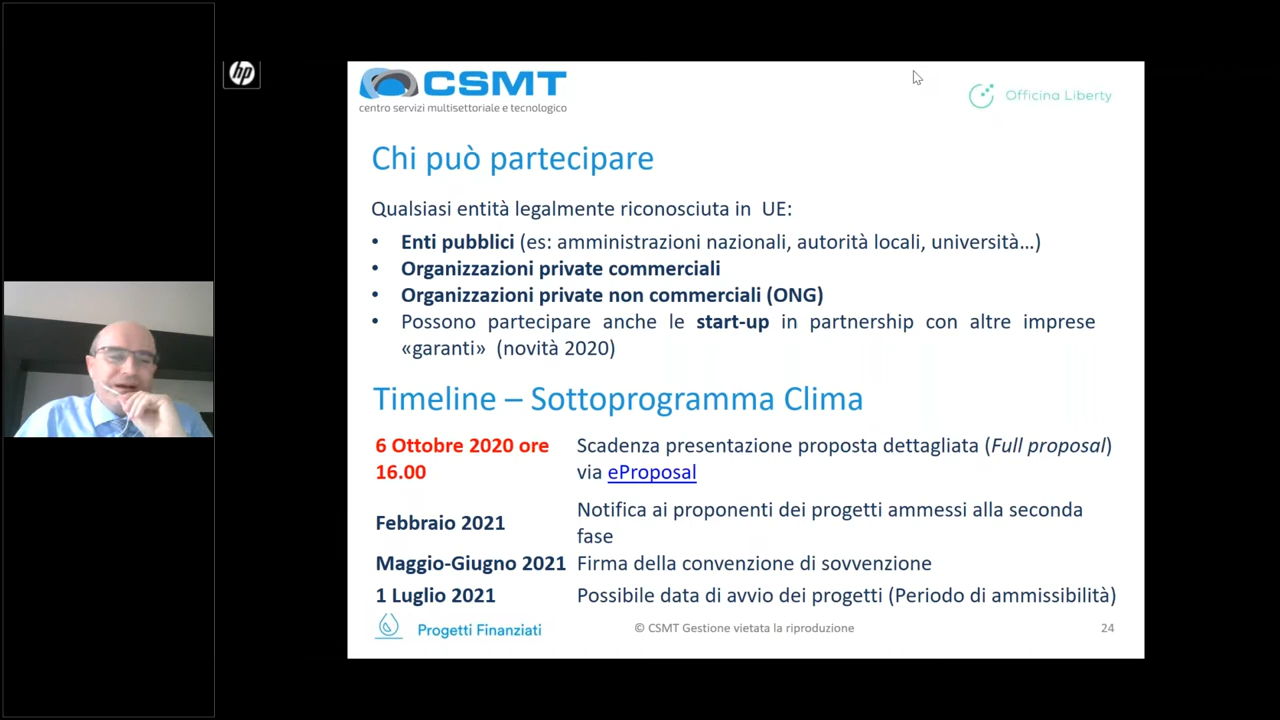 hp
CSMT
centro servizi multisettoriale e tecnologico
Officina Liberty
Chi può partecipare
Qualsiasi entità legalmente riconosciuta in UE:
• Enti pubblici (es: amministrazioni nazionali, autorità locali, università…)
• Organizzazioni private commerciali
• Organizzazioni private non commerciali (ONG)
• Possono partecipare anche le start-up in partnership con altre imprese
«garanti» (novità 2020)
Timeline – Sottoprogramma Clima
6 Ottobre 2020 ore
16.00
Scadenza presentazione proposta dettagliata (Full proposal)
via eProposal
Febbraio 2021
Notifica ai proponenti dei progetti ammessi alla seconda
fase
Maggio-Giugno 2021 Firma della convenzione di sovvenzione
1 Luglio 2021 Possibile data di avvio dei progetti (Periodo di ammissibilità)
Progetti Finanziati
© CSMT Gestione vietata la riproduzione
24